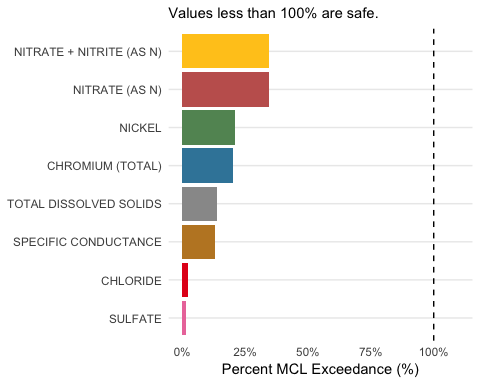 Values less than 100% are safe.
NITRATE + NITRITE (AS N)
NITRATE (AS N)
NICKEL
CHROMIUM (TOTAL)
TOTAL DISSOLVED SOLIDS
SPECIFIC CONDUCTANCE
CHLORIDE
SULFATE
0% 25% 50% 75% 100%
Percent MCL Exceedance (%)